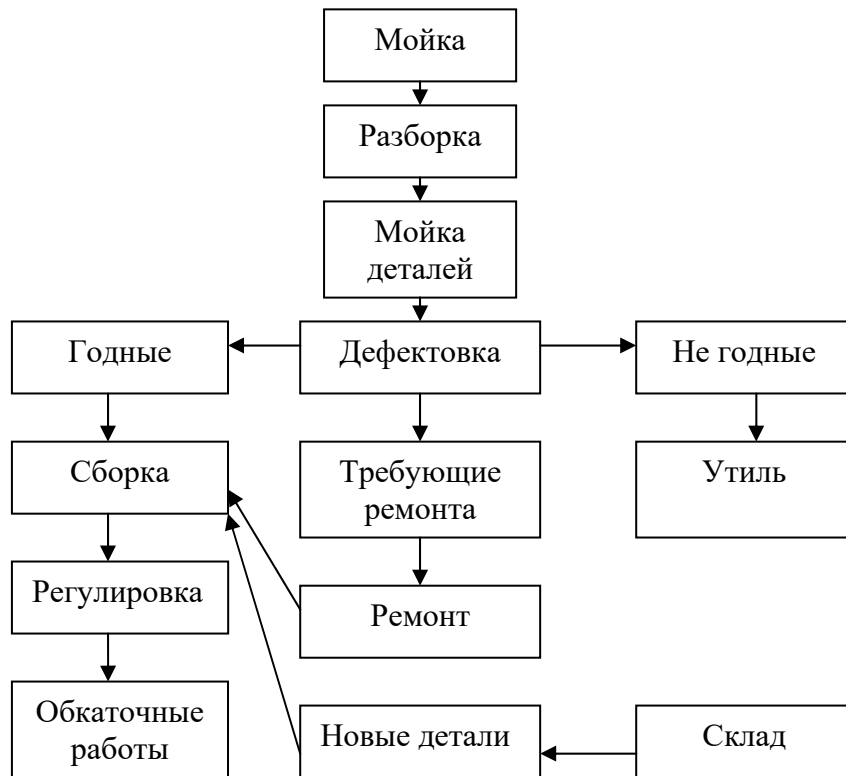 Мойка
Разборка
Мойка
деталей
Годные
Дефектовка
Не годные
Сборка
Требующие
ремонта
Утиль
Регулировка
Ремонт
Обкаточные
работы
Новые детали
Склад